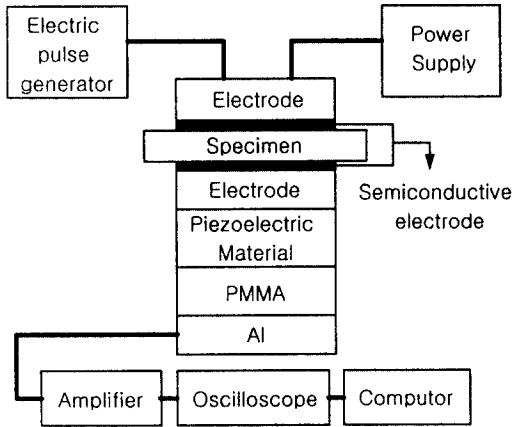 Electric
pulse
generator
Power
Supply
Electrode
Specimen
Electrode
Semiconductive
electrode
Piezoelectric
Material
PMMA
Al
Amplifier
Oscilloscope
Computor